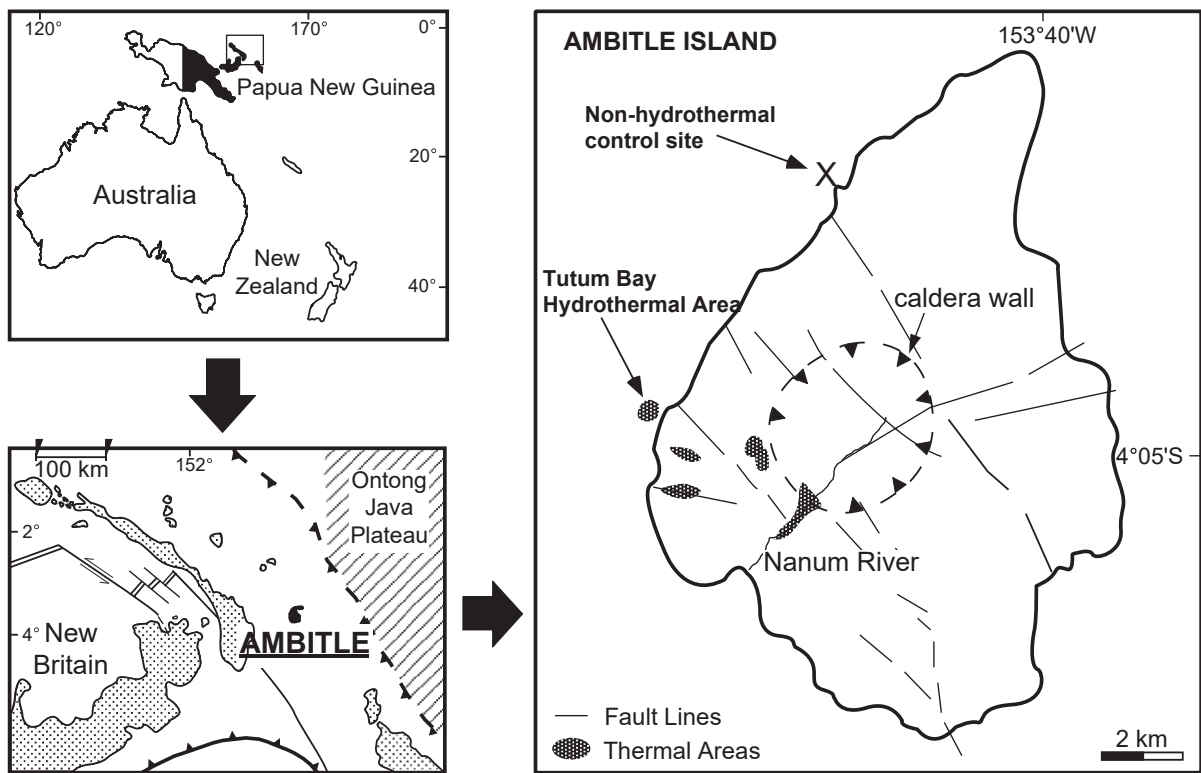 120°
170°
0°
Papua New Guinea
20°
Australia
New
Zealand
40°
100 km
152°
Ontong
Java
Plateau
2°
4°
New
Britain
AMBITLE
AMBITLE ISLAND
153°40'W
Non-hydrothermal
control site
X
Tutum Bay
Hydrothermal Area
caldera wall
4°05'S
Nanum River
Fault Lines
Thermal Areas
2 km